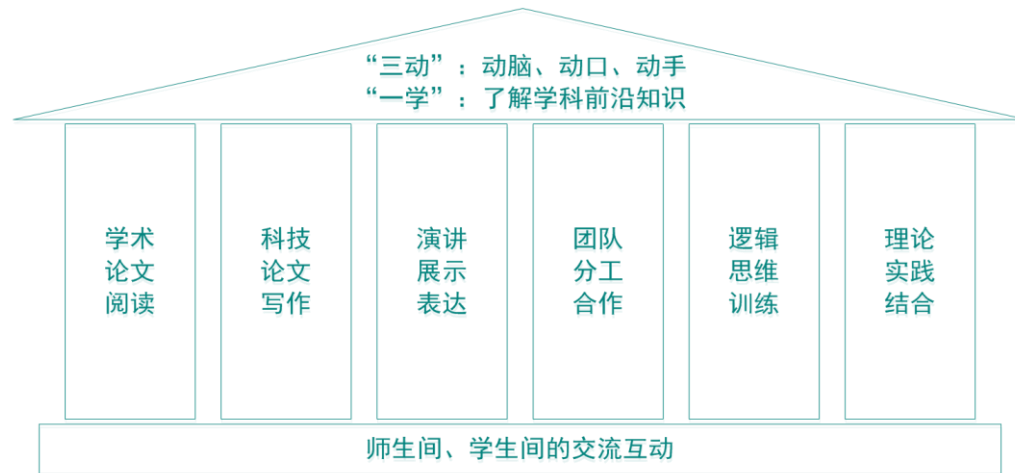 “三动”：动脑、动口、动手
“一学”：了解学科前沿知识
学术
论文
阅读
科技
论文
写作
演讲
展示
表达
团队
分工
合作
逻辑
思维
训练
理论
实践
结合
师生间、学生间的交流互动